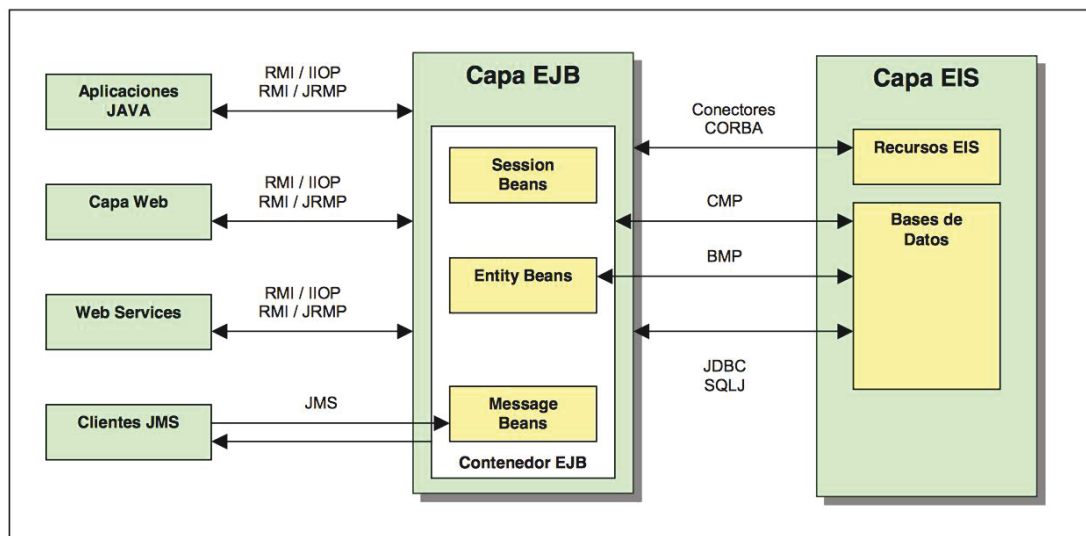 Aplicaciones
JAVA
RMI / IIOP
RMI / JRMP
Capa Web
RMI / IIOP
RMI / JRMP
Web Services
RMI / IIOP
RMI / JRMP
Clientes JMS
JMS
Capa EJB
Session
Beans
Entity Beans
Message
Beans
Contenedor EJB
Conectores
CORBA
CMP
BMP
JDBC
SQLJ
Capa EIS
Recursos EIS
Bases de
Datos